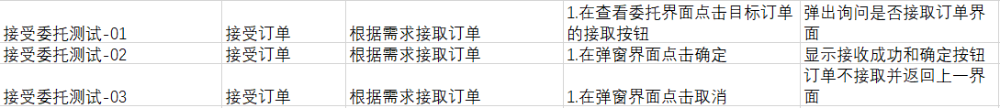 接受委托测试-01 接受订单 根据需求接取订单 1.在查看委托界面点击目标订单 弹出询问是否接取订单界
的接取按钮 面
接受委托测试-02 接受订单 根据需求接取订单 1.在弹窗界面点击确定 显示接收成功和确定按钮
接受委托测试-03 接受订单 根据需求接取订单 1.在弹窗界面点击取消 订单不接取并返回上一界
面